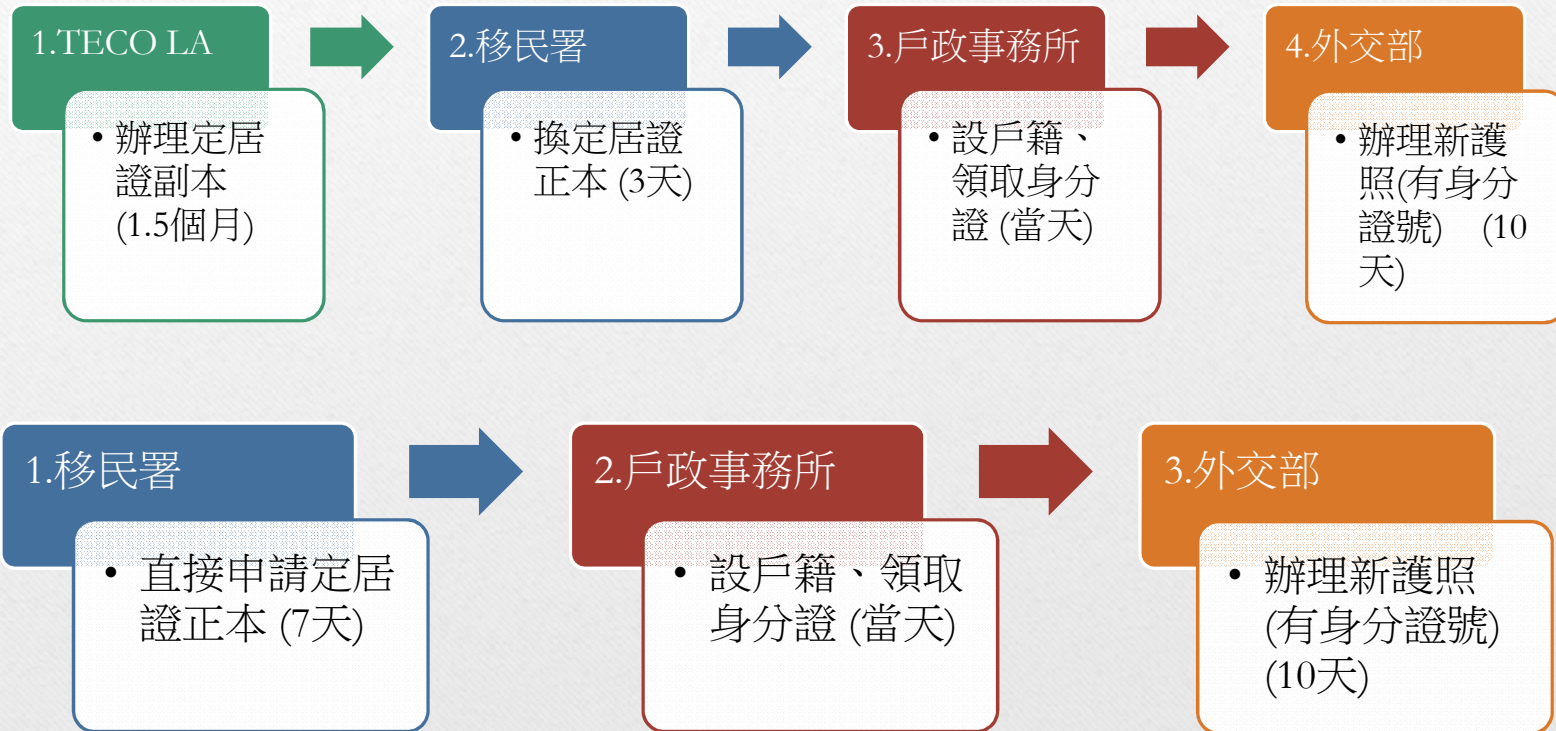 1.TECO LA
• 辦理定居
證副本
(1.5個月)
2.移民署
• 換定居證
正本 (3天)
3.戶政事務所
• 設戶籍、
領取身分
證 (當天)
4.外交部
• 辦理新護
照(有身分
證號) (10
天)
1.移民署
• 直接申請定居
證正本 (7天)
2.戶政事務所
• 設戶籍、領取
身分證 (當天)
3.外交部
• 辦理新護照
(有身分證號)
(10天)